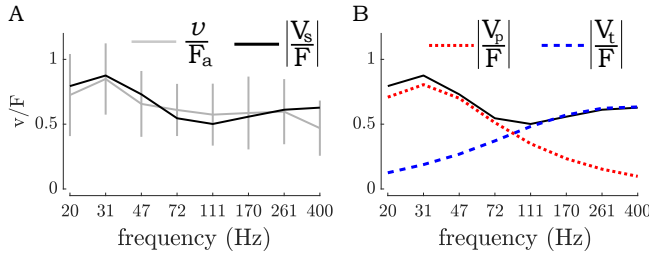 A
υ
F_a
|V_s|
F
B
|V_p|
F
|V_t|
F
v/F
1
0.5
0
20 31 47 72 111 170 261 400
frequency (Hz)
1
0.5
0
20 31 47 72 111 170 261 400
frequency (Hz)